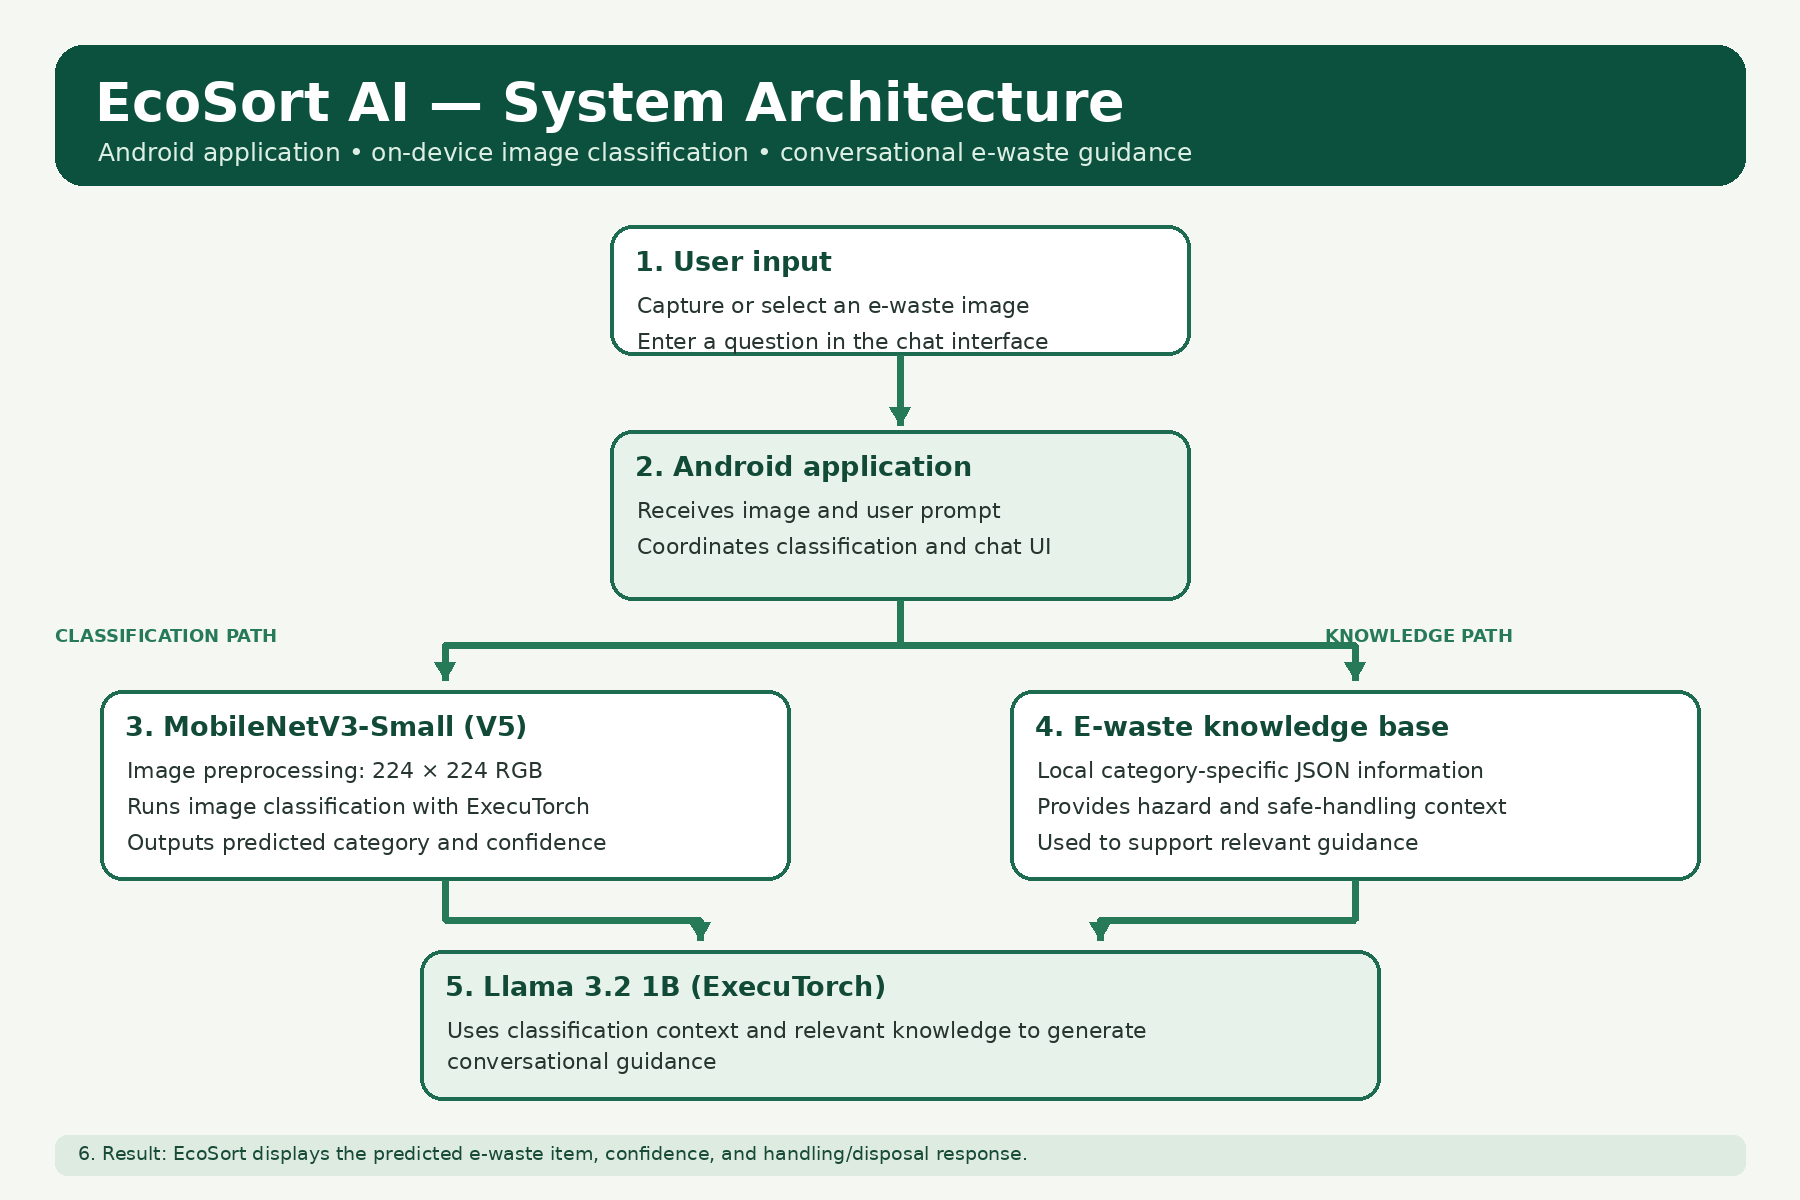 EcoSort AI — System Architecture
Android application • on-device image classification • conversational e-waste guidance
1. User input
Capture or select an e-waste image
Enter a question in the chat interface
2. Android application
Receives image and user prompt
Coordinates classification and chat UI
CLASSIFICATION PATH
KNOWLEDGE PATH
3. MobileNetV3-Small (V5)
Image preprocessing: 224 × 224 RGB
Runs image classification with ExecuTorch
Outputs predicted category and confidence
4. E-waste knowledge base
Local category-specific JSON information
Provides hazard and safe-handling context
Used to support relevant guidance
5. Llama 3.2 1B (ExecuTorch)
Uses classification context and relevant knowledge to generate
conversational guidance
6. Result: EcoSort displays the predicted e-waste item, confidence, and handling/disposal response.